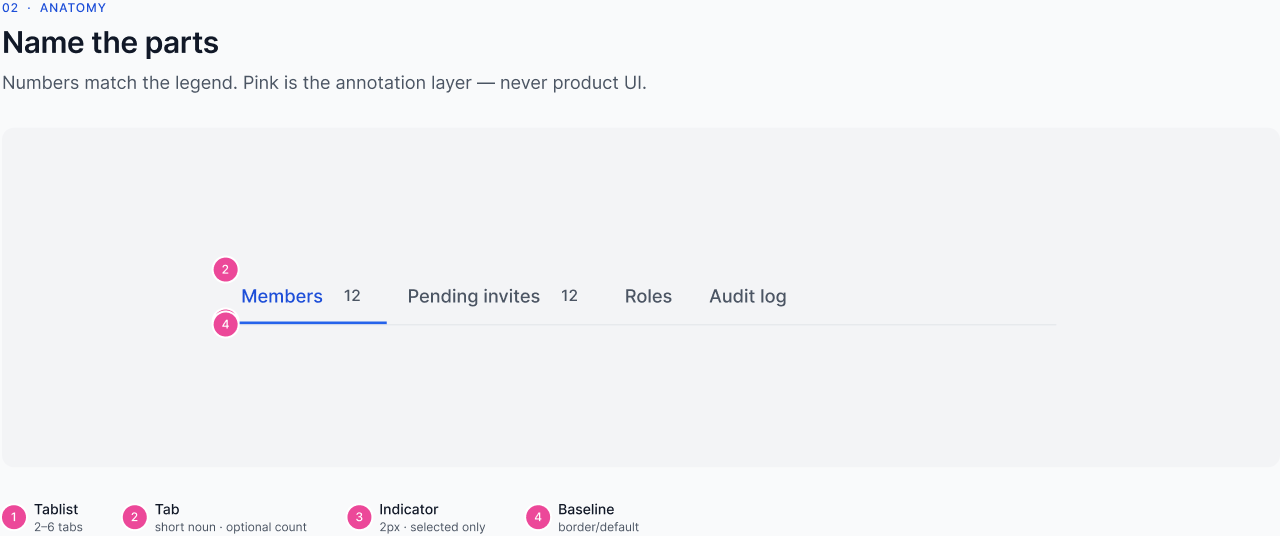 02 · ANATOMY
Name the parts
Numbers match the legend. Pink is the annotation layer — never product UI.
2
Members 12 Pending invites 12 Roles Audit log
4
1 Tablist 2 Tab 3 Indicator 4 Baseline
2–6 tabs short noun · optional count 2px · selected only border/default